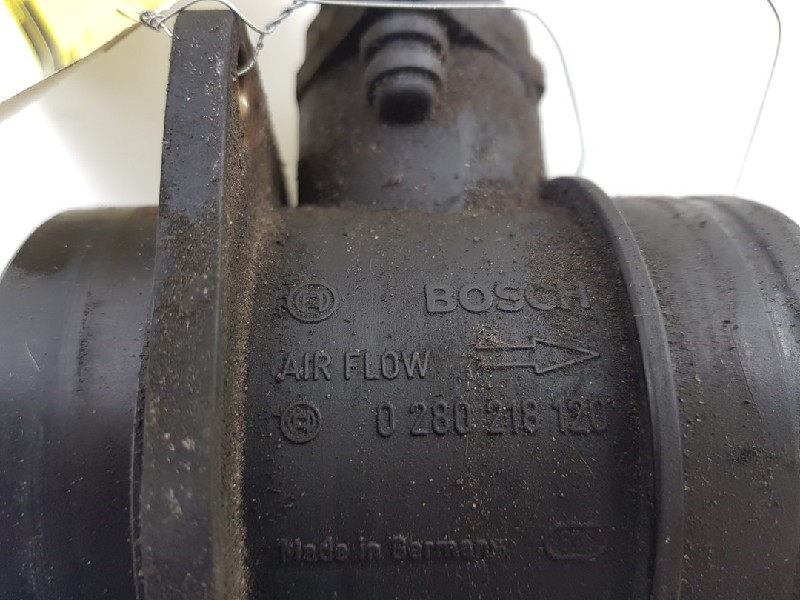 BOSCH
AIR FLOW
0 280 218 120
Made in Germany